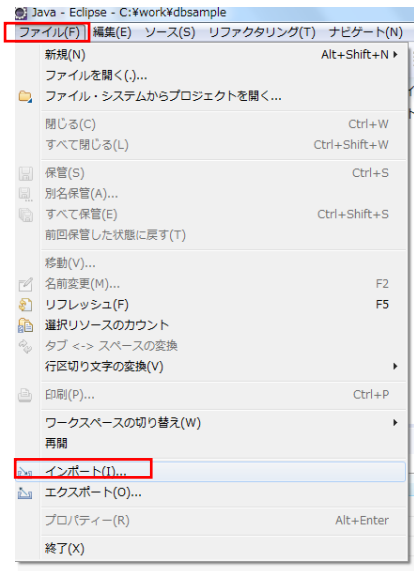 Java - Eclipse - C:¥work¥dbsample
ファイル(F) 編集(E) ソース(S) リファクタリング(T) ナビゲート(N)
新規(N) Alt+Shift+N
ファイルを開く(.)...
ファイル・システムからプロジェクトを開く...
閉じる(C) Ctrl+W
すべて閉じる(L) Ctrl+Shift+W
保管(S) Ctrl+S
別名保管(A)...
すべて保管(E) Ctrl+Shift+S
前回保管した状態に戻す(T)
移動(V)...
名前変更(M)... F2
リフレッシュ(F) F5
選択リソースのカウント
タブ <-> スペースの変換
行区切り文字の変換(V)
印刷(P)... Ctrl+P
ワークスペースの切り替え(W)
再開
インポート(I)...
エクスポート(O)...
プロパティー(R) Alt+Enter
終了(X)